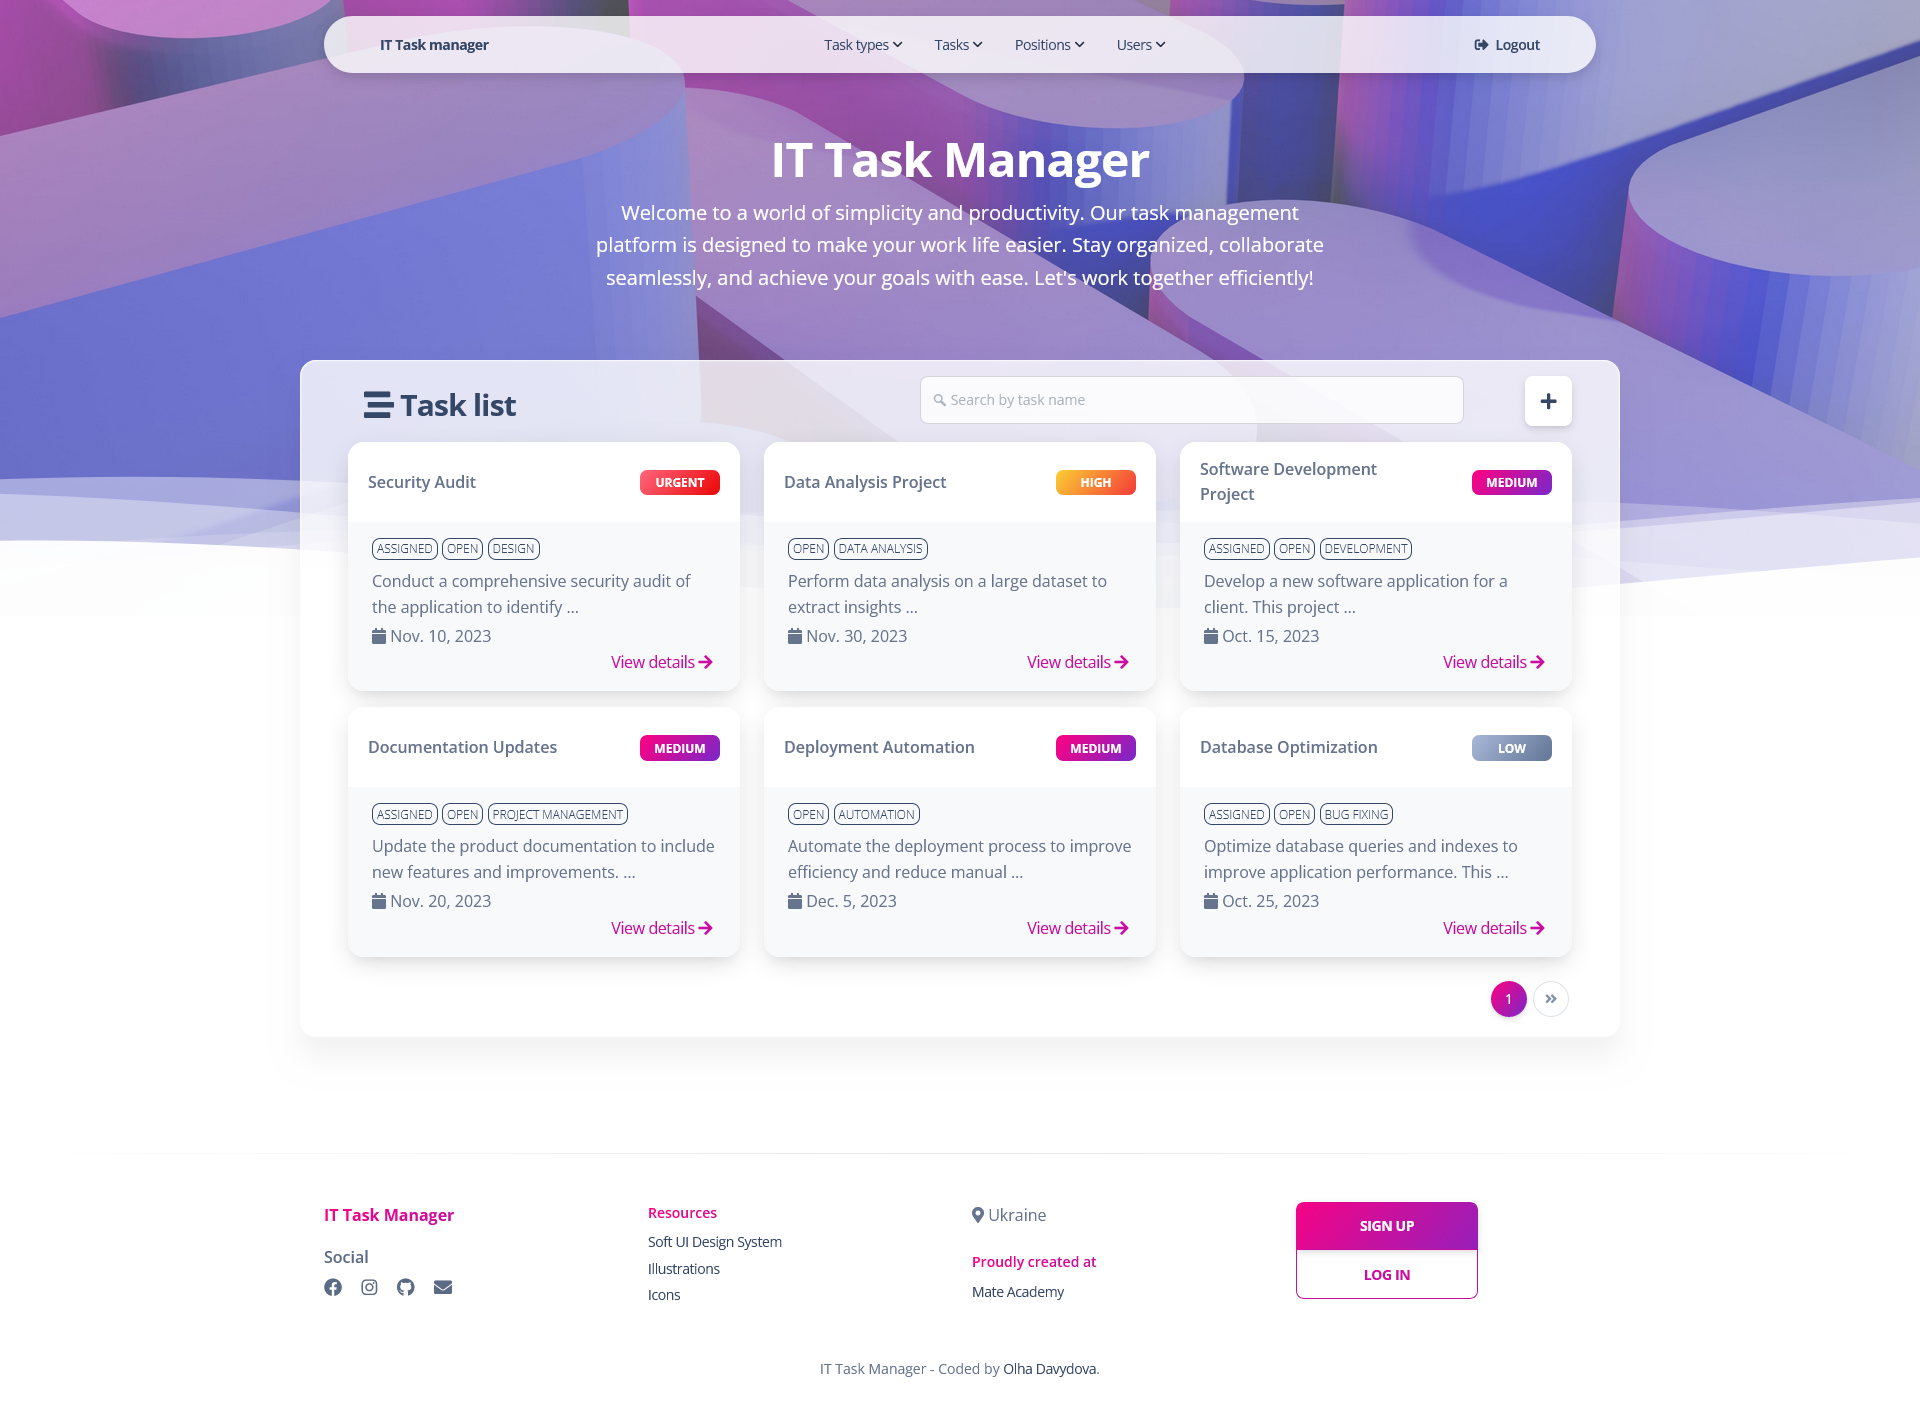 IT Task manager
Task types
Tasks
Positions
Users
Logout
IT Task Manager
Welcome to a world of simplicity and productivity. Our task management
platform is designed to make your work life easier. Stay organized, collaborate
seamlessly, and achieve your goals with ease. Let's work together efficiently!
Task list
Search by task name
Security Audit
URGENT
ASSIGNED OPEN DESIGN
Conduct a comprehensive security audit of
the application to identify ...
Nov. 10, 2023
View details
Data Analysis Project
HIGH
OPEN DATA ANALYSIS
Perform data analysis on a large dataset to
extract insights ...
Nov. 30, 2023
View details
Software Development
Project
MEDIUM
ASSIGNED OPEN DEVELOPMENT
Develop a new software application for a
client. This project ...
Oct. 15, 2023
View details
Documentation Updates
MEDIUM
ASSIGNED OPEN PROJECT MANAGEMENT
Update the product documentation to include
new features and improvements. ...
Nov. 20, 2023
View details
Deployment Automation
MEDIUM
OPEN AUTOMATION
Automate the deployment process to improve
efficiency and reduce manual ...
Dec. 5, 2023
View details
Database Optimization
LOW
ASSIGNED OPEN BUG FIXING
Optimize database queries and indexes to
improve application performance. This ...
Oct. 25, 2023
View details
1
IT Task Manager
Social
Resources
Soft UI Design System
Illustrations
Icons
Ukraine
Proudly created at
Mate Academy
SIGN UP
LOG IN
IT Task Manager - Coded by Olha Davydova.